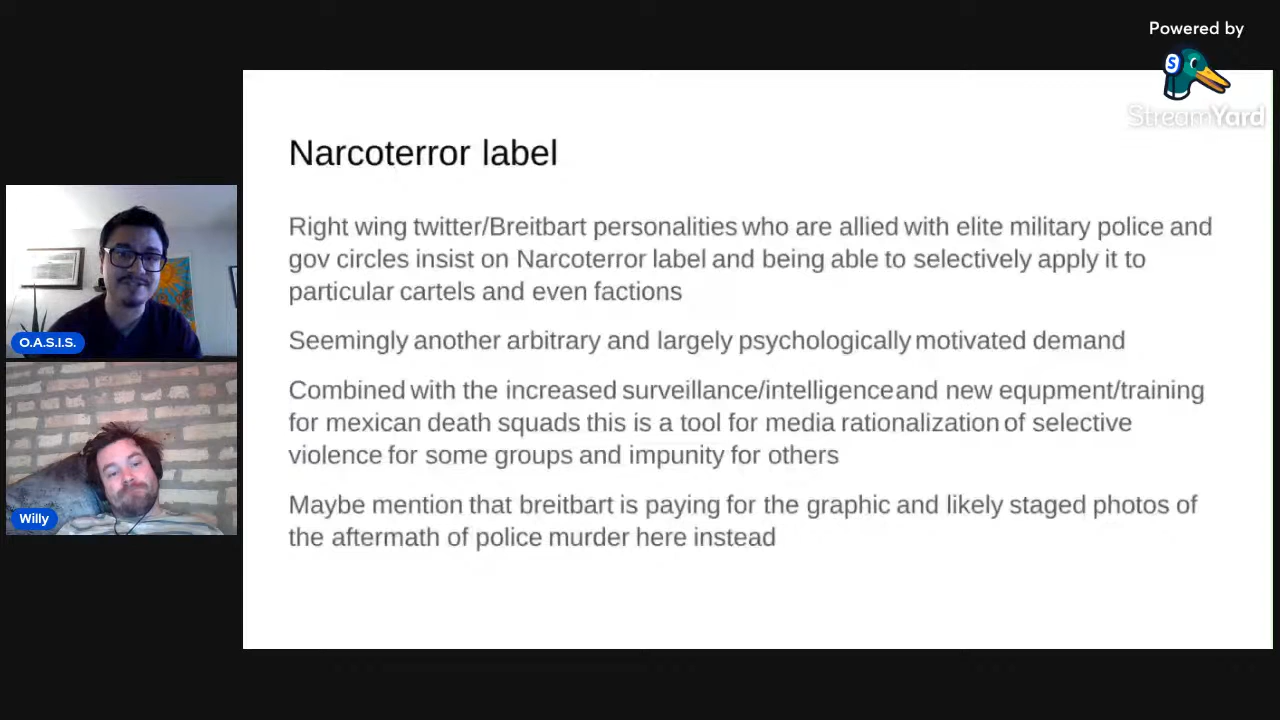 Powered by
S
StreamYard
Narcoterror label
Right wing twitter/Breitbart personalities who are allied with elite military police and
gov circles insist on Narcoterror label and being able to selectively apply it to
particular cartels and even factions
Seemingly another arbitrary and largely psychologically motivated demand
Combined with the increased surveillance/intelligence and new equpment/training
for mexican death squads this is a tool for media rationalization of selective
violence for some groups and impunity for others
Maybe mention that breitbart is paying for the graphic and likely staged photos of
the aftermath of police murder here instead
O.A.S.I.S.
Willy